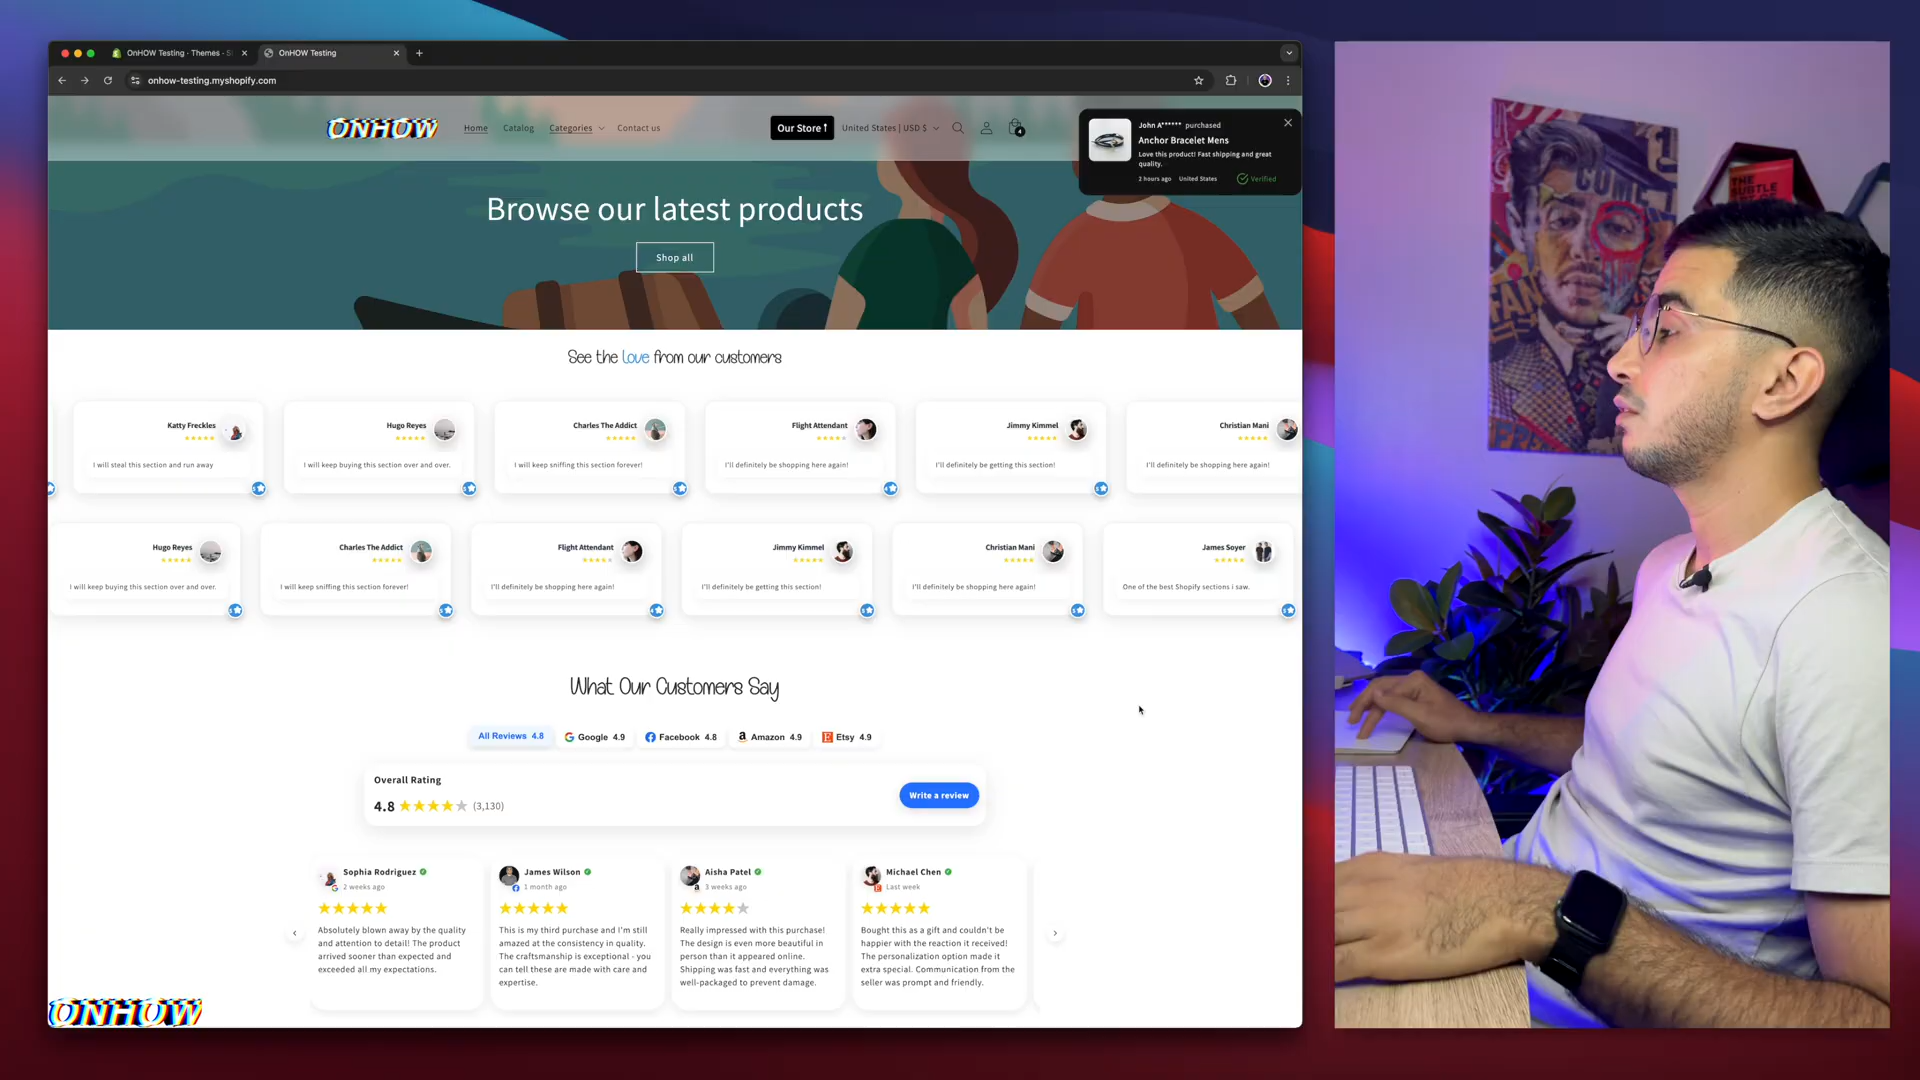 OnHOW Testing · Themes · S
OnHOW Testing
onhow-testing.myshopify.com
ONHOW
Home
Catalog
Categories
Contact us
Our Store !
United States | USD $
4
John A****** purchased
Anchor Bracelet Mens
Love this product! Fast shipping and great
quality.
2 hours ago
United States
Verified
Browse our latest products
Shop all
See the love from our customers
Katty Freckles
I will steal this section and run away
Hugo Reyes
I will keep buying this section over and over.
Charles The Addict
I will keep sniffing this section forever!
Flight Attendant
I'll definitely be shopping here again!
Jimmy Kimmel
I'll definitely be getting this section!
Christian Mani
I'll definitely be shopping here again!
Hugo Reyes
I will keep buying this section over and over.
Charles The Addict
I will keep sniffing this section forever!
Flight Attendant
I'll definitely be shopping here again!
Jimmy Kimmel
I'll definitely be getting this section!
Christian Mani
I'll definitely be shopping here again!
James Soyer
One of the best Shopify sections i saw.
What Our Customers Say
All Reviews 4.8
Google 4.9
Facebook 4.8
Amazon 4.9
Etsy 4.9
Overall Rating
4.8 (3,130)
Write a review
Sophia Rodriguez
2 weeks ago
Absolutely blown away by the quality
and attention to detail! The product
arrived sooner than expected and
exceeded all my expectations.
James Wilson
1 month ago
This is my third purchase and I'm still
amazed at the consistency in quality.
The craftsmanship is exceptional - you
can tell these are made with care and
expertise.
Aisha Patel
3 weeks ago
Really impressed with this purchase!
The design is even more beautiful in
person than it appeared online.
Shipping was fast and everything was
well-packaged to prevent damage.
Michael Chen
Last week
Bought this as a gift and couldn't be
happier with the reaction it received!
The personalization option made it
extra special. Communication from the
seller was prompt and friendly.
ONHOW
THE
SUBTLE